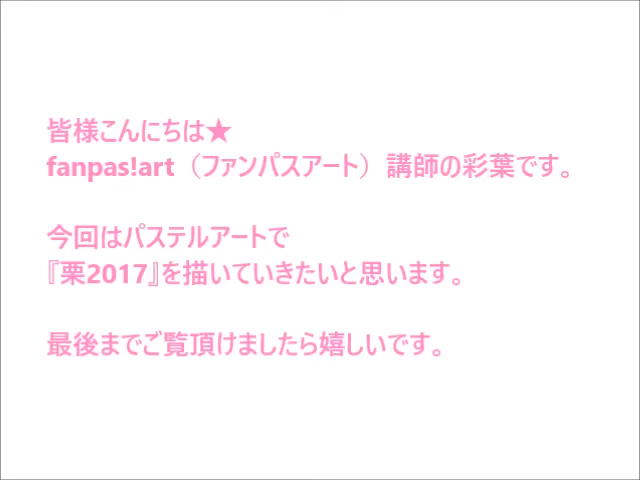 皆様こんにちは★
fanpas!art（ファンパスアート）講師の彩葉です。
今回はパステルアートで
『栗2017』を描いていきたいと思います。
最後までご覧頂けましたら嬉しいです。